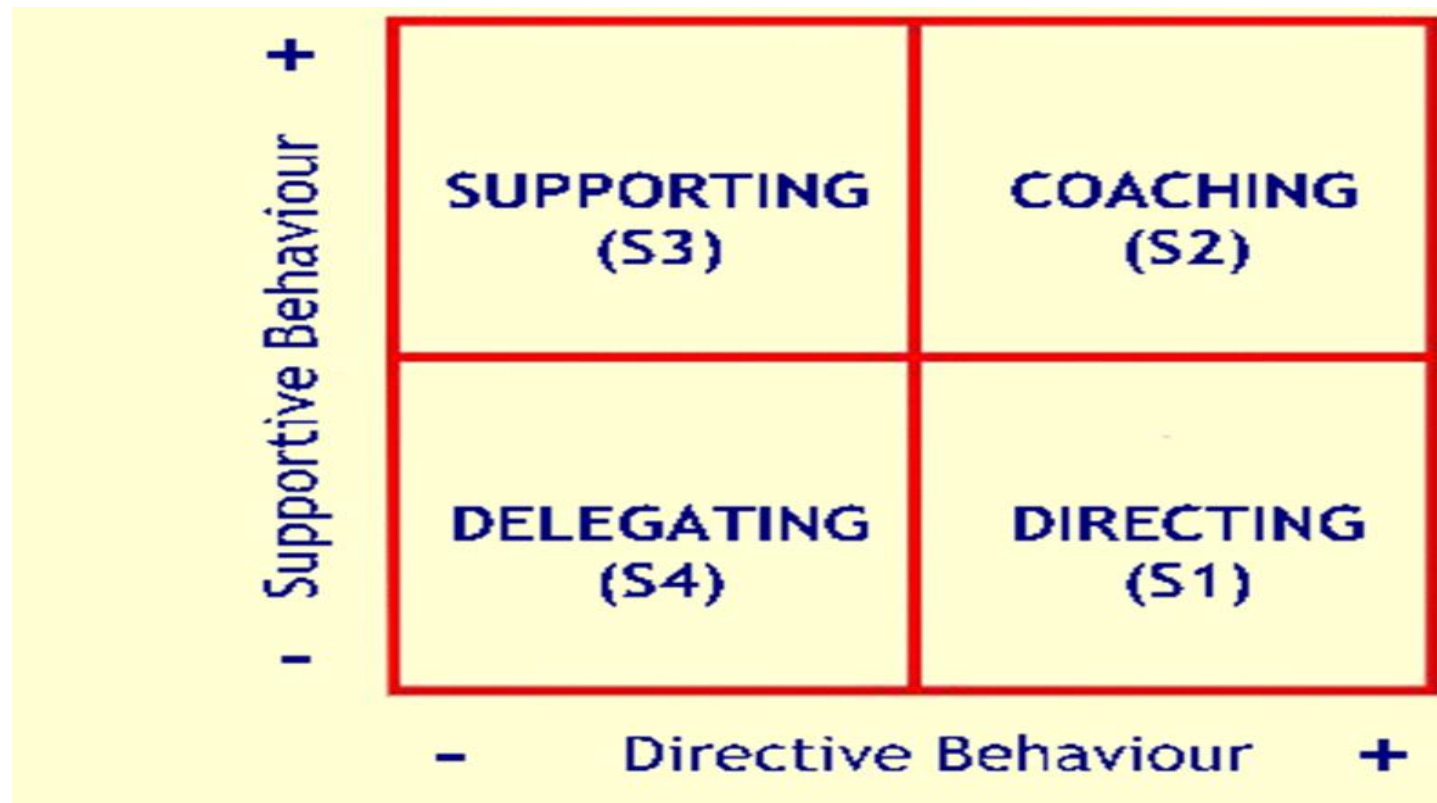 +
Supportive Behaviour
-
SUPPORTING
(S3)
COACHING
(S2)
DELEGATING
(S4)
DIRECTING
(S1)
- Directive Behaviour +